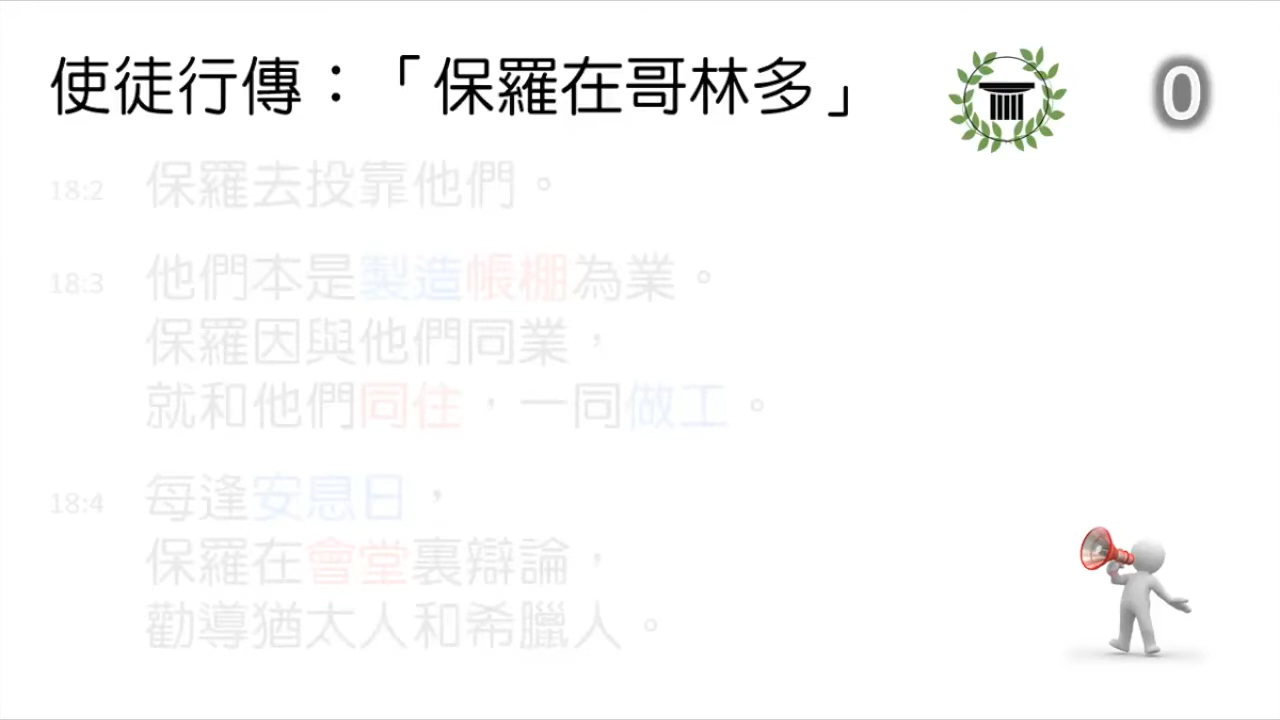 使徒行傳：「保羅在哥林多」
0
18:2 保羅去投靠他們。
18:3 他們本是製造帳棚為業。
保羅因與他們同業，
就和他們同住，一同做工。
18:4 每逢安息日，
保羅在會堂裏辯論，
勸導猶太人和希臘人。